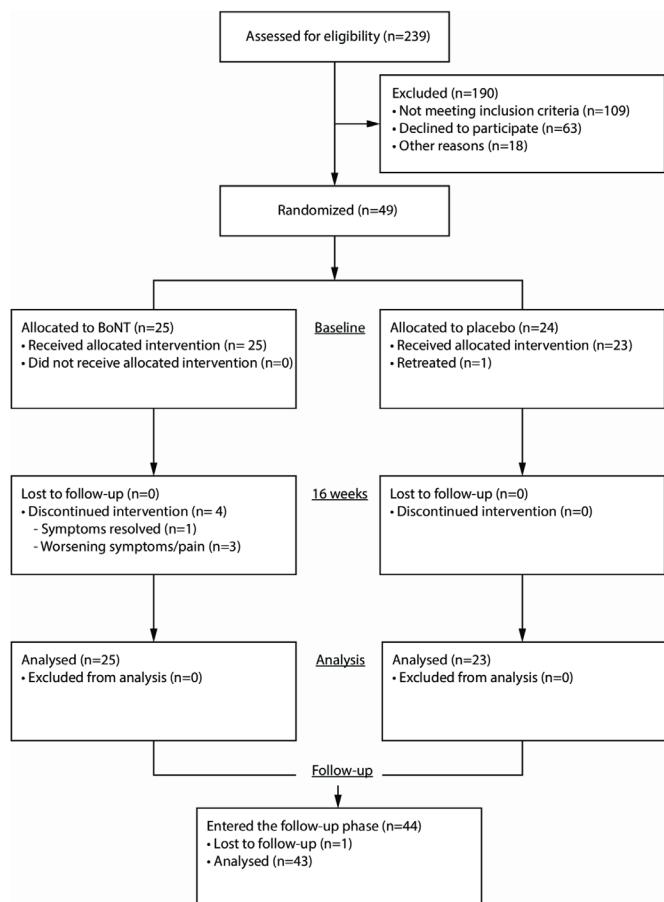 Assessed for eligibility (n=239)
Excluded (n=190)
• Not meeting inclusion criteria (n=109)
• Declined to participate (n=63)
• Other reasons (n=18)
Randomized (n=49)
Allocated to BoNT (n=25)
• Received allocated intervention (n= 25)
• Did not receive allocated intervention (n=0)
Baseline
Allocated to placebo (n=24)
• Received allocated intervention (n=23)
• Retreated (n=1)
Lost to follow-up (n=0)
• Discontinued intervention (n= 4)
- Symptoms resolved (n=1)
- Worsening symptoms/pain (n=3)
16 weeks
Lost to follow-up (n=0)
• Discontinued intervention (n=0)
Analysed (n=25)
• Excluded from analysis (n=0)
Analysis
Analysed (n=23)
• Excluded from analysis (n=0)
Follow-up
Entered the follow-up phase (n=44)
• Lost to follow-up (n=1)
• Analysed (n=43)